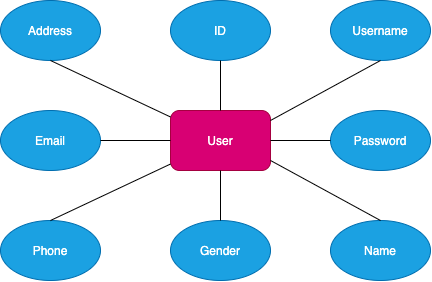 Address
ID
Username
Email
User
Password
Phone
Gender
Name